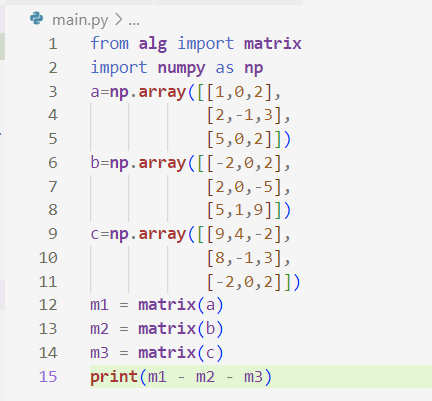 main.py > ...
1 from alg import matrix
2 import numpy as np
3 a=np.array([[1,0,2],
4 [2,-1,3],
5 [5,0,2]])
6 b=np.array([[-2,0,2],
7 [2,0,-5],
8 [5,1,9]])
9 c=np.array([[9,4,-2],
10 [8,-1,3],
11 [-2,0,2]])
12 m1 = matrix(a)
13 m2 = matrix(b)
14 m3 = matrix(c)
15 print(m1 - m2 - m3)